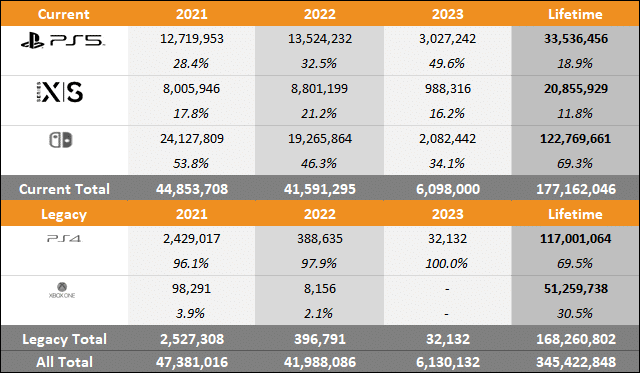 Current 2021 2022 2023 Lifetime
PS5 12,719,953 13,524,232 3,027,242 33,536,456
28.4% 32.5% 49.6% 18.9%
SERIES X|S 8,005,946 8,801,199 988,316 20,855,929
17.8% 21.2% 16.2% 11.8%
24,127,809 19,265,864 2,082,442 122,769,661
53.8% 46.3% 34.1% 69.3%
Current Total 44,853,708 41,591,295 6,098,000 177,162,046
Legacy 2021 2022 2023 Lifetime
PS4 2,429,017 388,635 32,132 117,001,064
96.1% 97.9% 100.0% 69.5%
XBOX ONE 98,291 8,156 - 51,259,738
3.9% 2.1% - 30.5%
Legacy Total 2,527,308 396,791 32,132 168,260,802
All Total 47,381,016 41,988,086 6,130,132 345,422,848